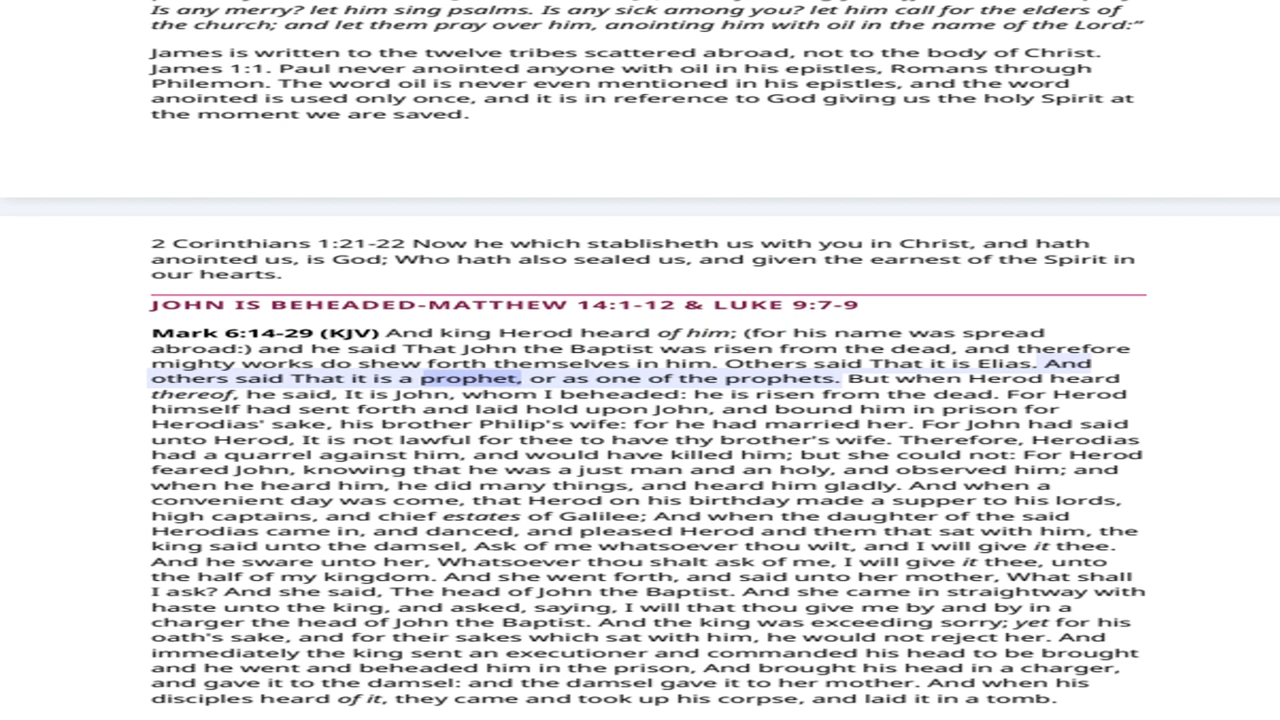 Is any merry? let him sing psalms. Is any sick among you? let him call for the elders of
the church; and let them pray over him, anointing him with oil in the name of the Lord:"
James is written to the twelve tribes scattered abroad, not to the body of Christ.
James 1:1. Paul never anointed anyone with oil in his epistles, Romans through
Philemon. The word oil is never even mentioned in his epistles, and the word
anointed is used only once, and it is in reference to God giving us the holy Spirit at
the moment we are saved.
2 Corinthians 1:21-22 Now he which stablisheth us with you in Christ, and hath
anointed us, is God; Who hath also sealed us, and given the earnest of the Spirit in
our hearts.
JOHN IS BEHEADED-MATTHEW 14:1-12 & LUKE 9:7-9
Mark 6:14-29 (KJV) And king Herod heard of him; (for his name was spread
abroad:) and he said That John the Baptist was risen from the dead, and therefore
mighty works do shew forth themselves in him. Others said That it is Elias. And
others said That it is a prophet, or as one of the prophets. But when Herod heard
thereof, he said, It is John, whom I beheaded: he is risen from the dead. For Herod
himself had sent forth and laid hold upon John, and bound him in prison for
Herodias' sake, his brother Philip's wife: for he had married her. For John had said
unto Herod, It is not lawful for thee to have thy brother's wife. Therefore, Herodias
had a quarrel against him, and would have killed him; but she could not: For Herod
feared John, knowing that he was a just man and an holy, and observed him; and
when he heard him, he did many things, and heard him gladly. And when a
convenient day was come, that Herod on his birthday made a supper to his lords,
high captains, and chief estates of Galilee; And when the daughter of the said
Herodias came in, and danced, and pleased Herod and them that sat with him, the
king said unto the damsel, Ask of me whatsoever thou wilt, and I will give it thee.
And he sware unto her, Whatsoever thou shalt ask of me, I will give it thee, unto
the half of my kingdom. And she went forth, and said unto her mother, What shall
I ask? And she said, The head of John the Baptist. And she came in straightway with
haste unto the king, and asked, saying, I will that thou give me by and by in a
charger the head of John the Baptist. And the king was exceeding sorry; yet for his
oath's sake, and for their sakes which sat with him, he would not reject her. And
immediately the king sent an executioner and commanded his head to be brought
and he went and beheaded him in the prison, And brought his head in a charger,
and gave it to the damsel: and the damsel gave it to her mother. And when his
disciples heard of it, they came and took up his corpse, and laid it in a tomb.